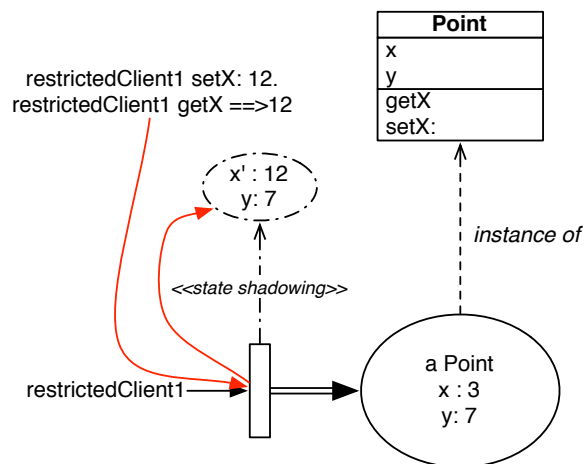 Point
x
y
getX
setX:
restrictedClient1 setX: 12.
restrictedClient1 getX ==>12
x' : 12
y: 7
instance of
<<state shadowing>>
restrictedClient1
a Point
x : 3
y: 7